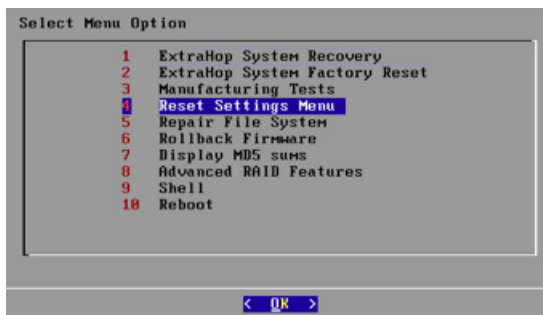 Select Menu Option
1 ExtraHop System Recovery
2 ExtraHop System Factory Reset
3 Manufacturing Tests
4 Reset Settings Menu
5 Repair File System
6 Rollback Firmware
7 Display MD5 sums
8 Advanced RAID Features
9 Shell
10 Reboot
< OK >